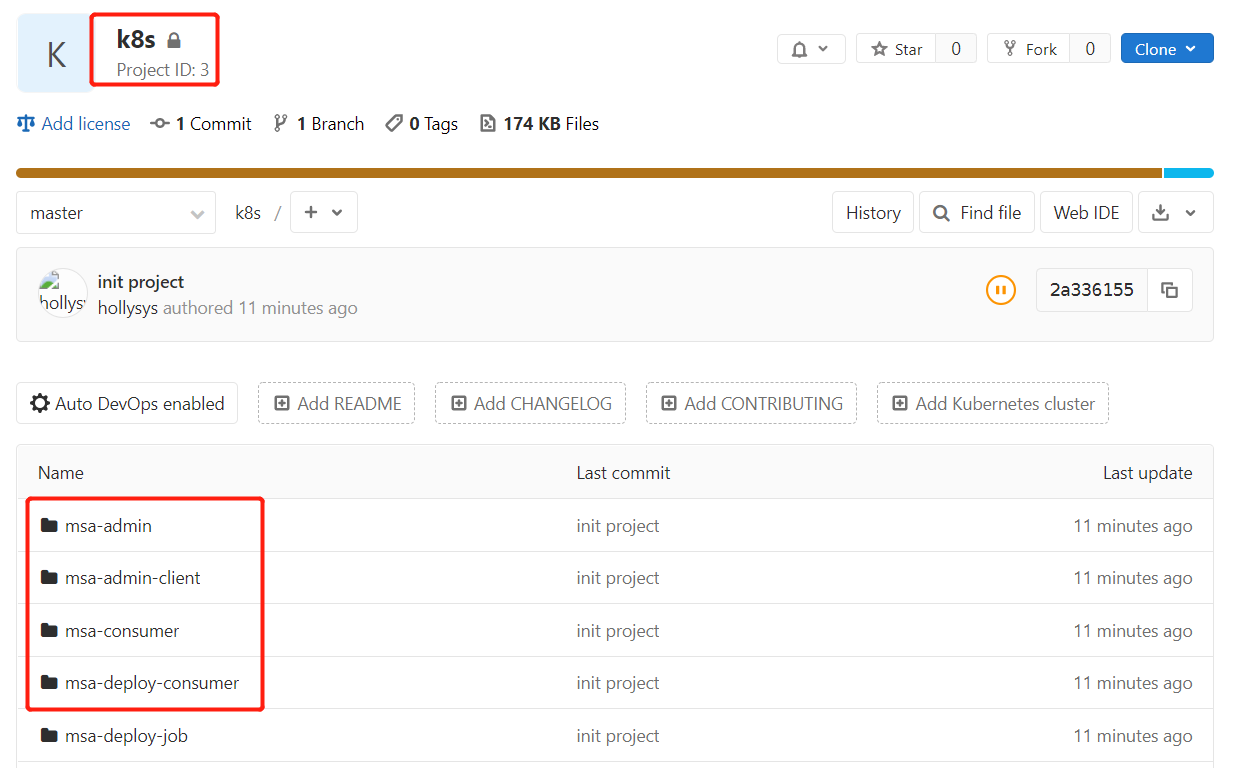 K
k8s
Project ID: 3
Star 0
Fork 0
Clone
Add license 1 Commit 1 Branch 0 Tags 174 KB Files
master k8s / + History Find file Web IDE
init project
hollysys authored 11 minutes ago
hollys
2a336155
Auto DevOps enabled Add README Add CHANGELOG Add CONTRIBUTING Add Kubernetes cluster
Name Last commit Last update
msa-admin init project 11 minutes ago
msa-admin-client init project 11 minutes ago
msa-consumer init project 11 minutes ago
msa-deploy-consumer init project 11 minutes ago
msa-deploy-job init project 11 minutes ago